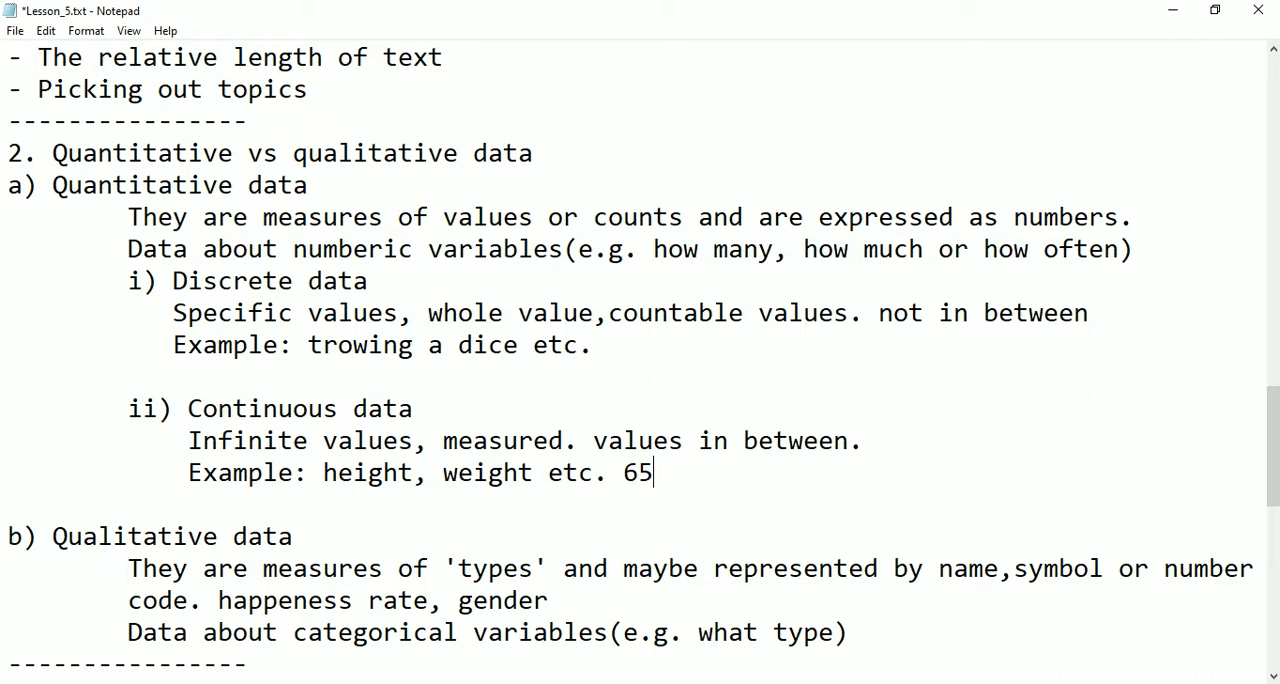 *Lesson_5.txt - Notepad
File Edit Format View Help
- The relative length of text
- Picking out topics
----------------
2. Quantitative vs qualitative data
a) Quantitative data
They are measures of values or counts and are expressed as numbers.
Data about numberic variables(e.g. how many, how much or how often)
i) Discrete data
Specific values, whole value,countable values. not in between
Example: trowing a dice etc.
ii) Continuous data
Infinite values, measured. values in between.
Example: height, weight etc. 65
b) Qualitative data
They are measures of 'types' and maybe represented by name,symbol or number
code. happeness rate, gender
Data about categorical variables(e.g. what type)
----------------